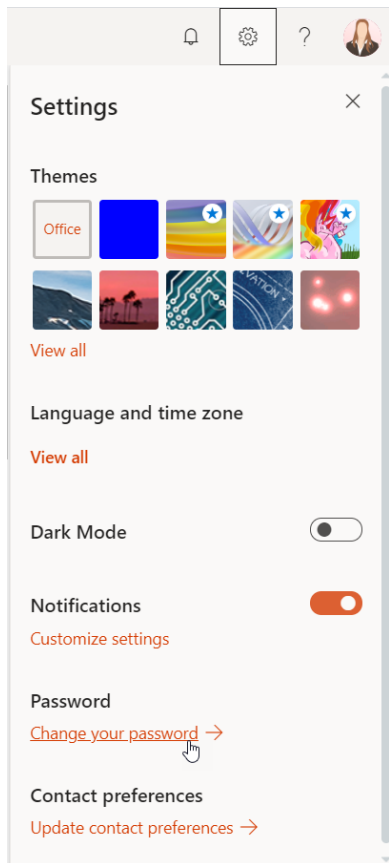 ?
Settings
Themes
Office
VATION
View all
Language and time zone
View all
Dark Mode
Notifications
Customize settings
Password
Change your password
Contact preferences
Update contact preferences